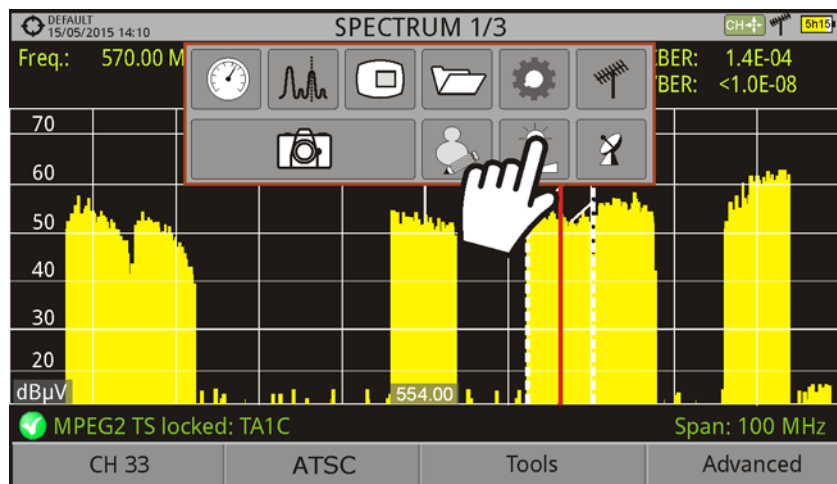 DEFAULT
15/05/2015 14:10
SPECTRUM 1/3
CH
5h15
Freq.: 570.00 M
BER: 1.4E-04
BER: <1.0E-08
70
60
50
40
30
20
dBµV
554.00
MPEG2 TS locked: TA1C
Span: 100 MHz
CH 33
ATSC
Tools
Advanced